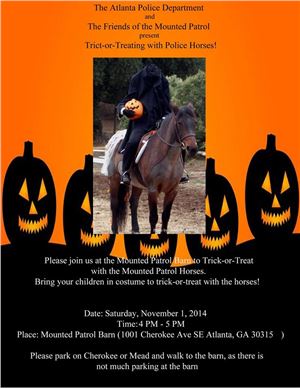 The Atlanta Police Department
and
The Friends of the Mounted Patrol
present
Trict-or-Treating with Police Horses!
Please join us at the Mounted Patrol Barn to Trick-or-Treat
with the Mounted Patrol Horses.
Bring your children in costume to trick-or-treat with the horses!
Date: Saturday, November 1, 2014
Time: 4 PM - 5 PM
Place: Mounted Patrol Barn (1001 Cherokee Ave SE Atlanta, GA 30315 )
Please park on Cherokee or Mead and walk to the barn, as there is
not much parking at the barn